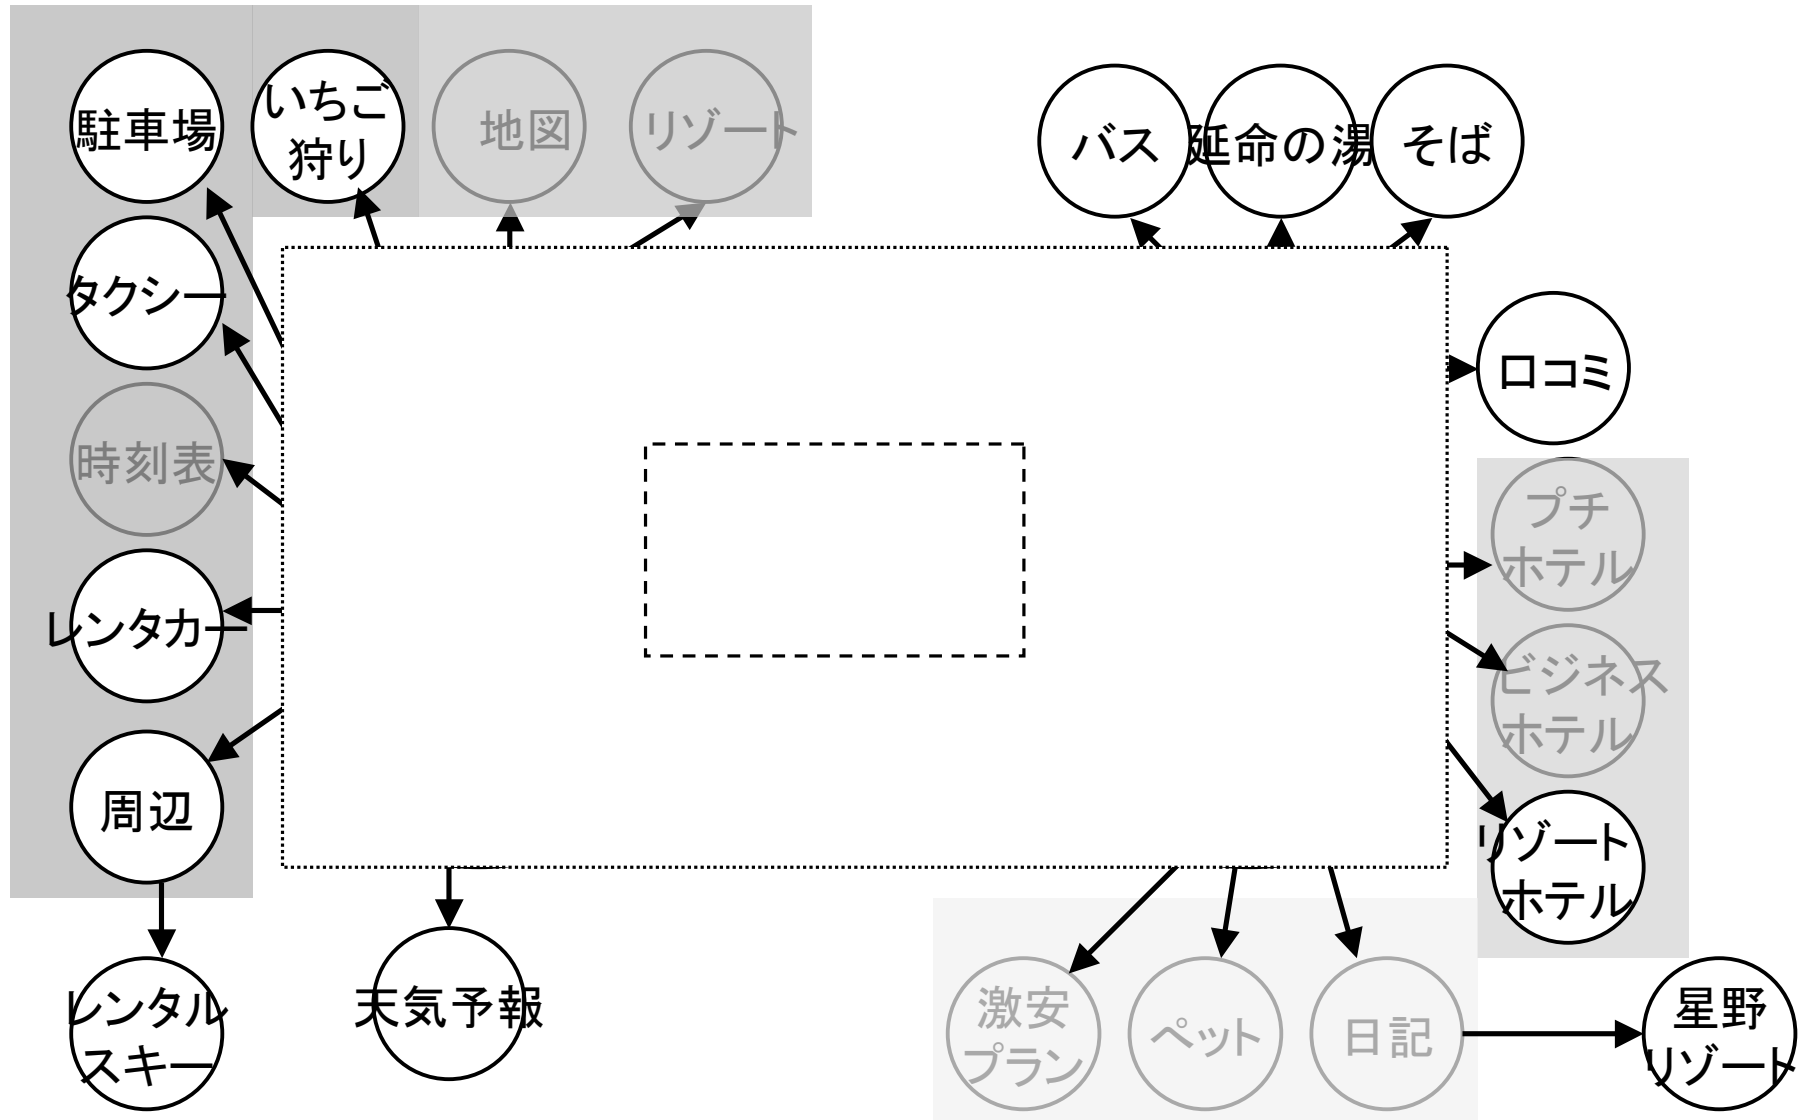 駐車場
いちご
狩り
地図
リゾート
バス
延命の湯
そば
タクシー
口コミ
時刻表
プチ
ホテル
レンタカー
ビジネス
ホテル
周辺
リゾート
ホテル
レンタル
スキー
天気予報
激安
プラン
ペット
日記
星野
リゾート